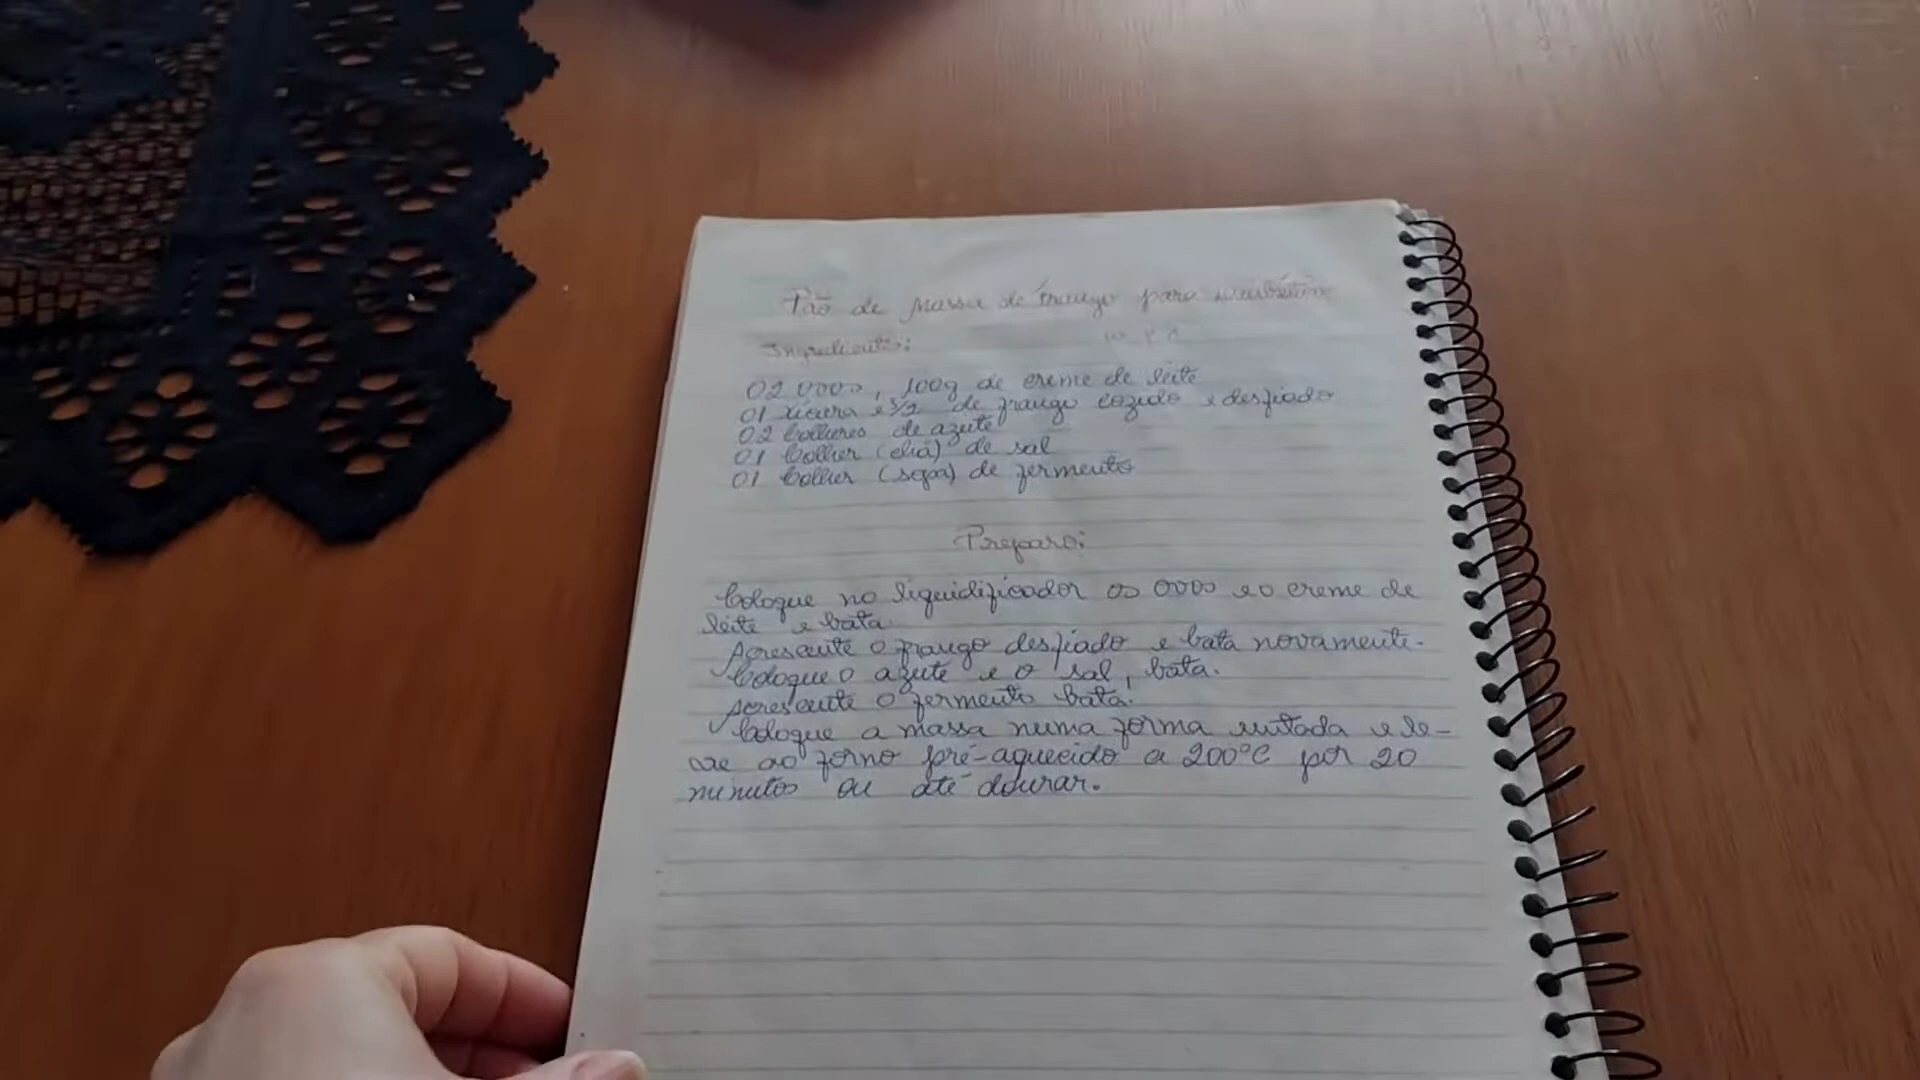 Pão de Massa de frango para
Ingredientes:
02 ovos, 100g de creme de leite
01 xícara e 1/2 de frango cozido e desfiado
02 Colheres de azeite
01 Colher (chá) de sal
01 Colher (sopa) de fermento
Preparo:
Coloque no liquidificador os ovos e o creme de
leite e bata.
Acrescente o frango desfiado e bata novamente.
Coloque o azeite e o sal, bata.
Acrescente o fermento bata.
Coloque a massa numa forma untada e le-
ve ao forno pré-aquecido a 200°C por 20
minutos ou até dourar.